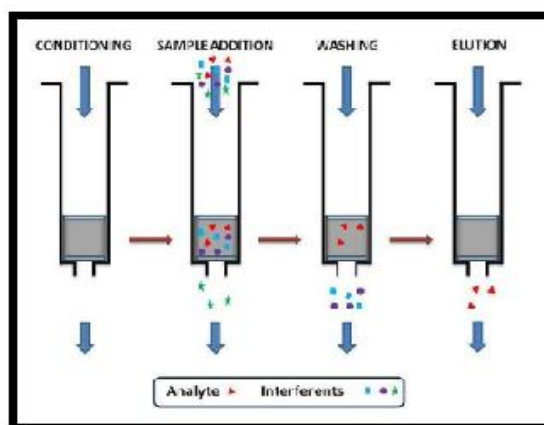 CONDITIONING SAMPLE ADDITION WASHING ELUTION
Analyte Interferents